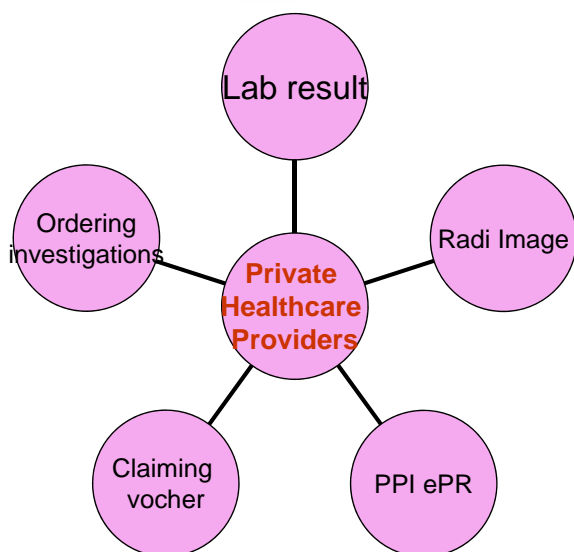 Lab result
Ordering
investigations
Radi Image
Private
Healthcare
Providers
Claiming
vocher
PPI ePR